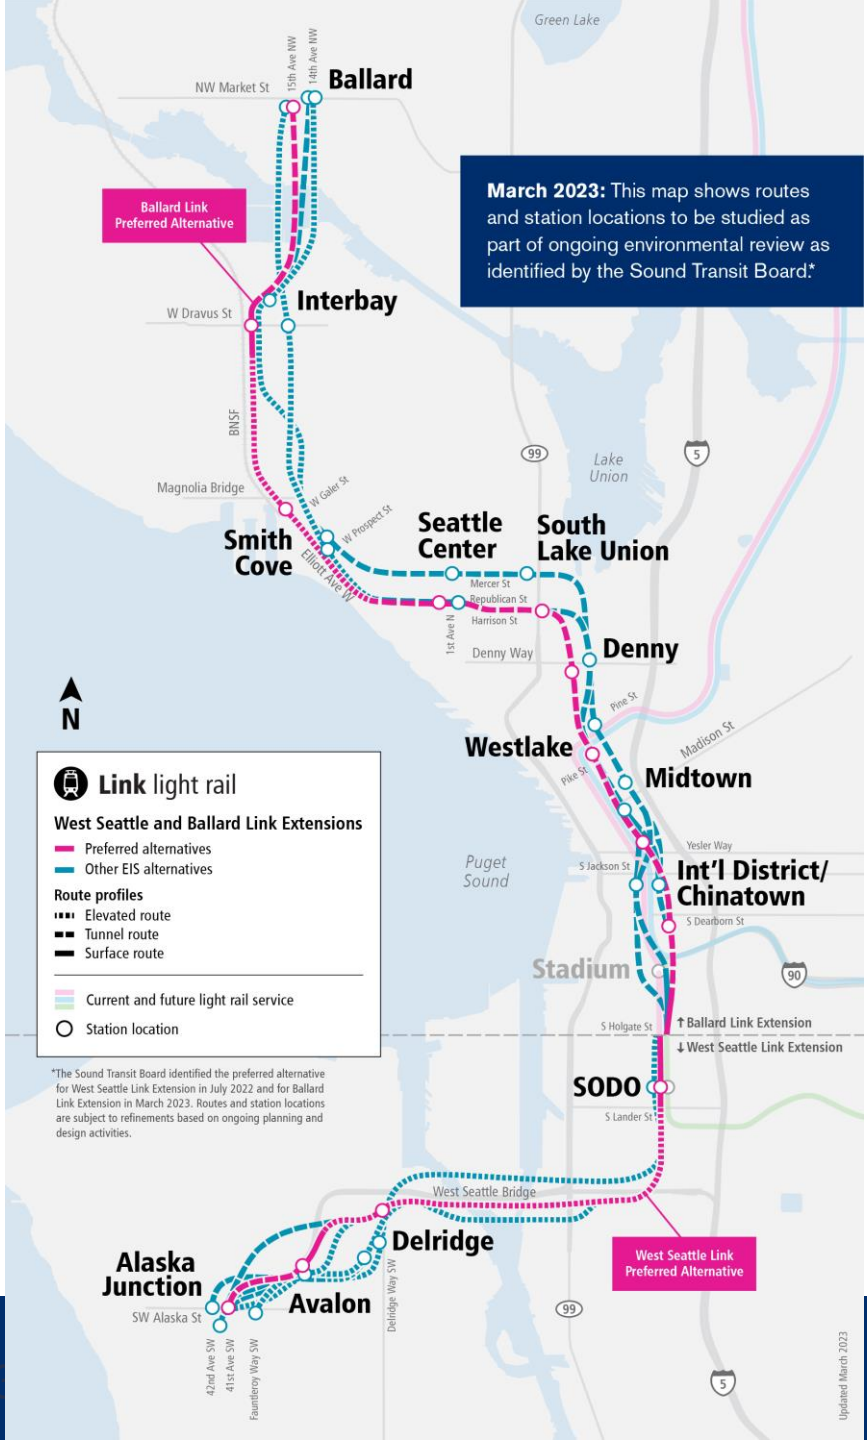 Green Lake
15th Ave NW
14th Ave NW
Ballard
NW Market St
March 2023: This map shows routes
and station locations to be studied as
part of ongoing environmental review as
identified by the Sound Transit Board.*
Ballard Link
Preferred Alternative
Interbay
W Dravus St
BNSF
99
5
Lake
Union
Magnolia Bridge
W Galer St
W Prospect St
Smith
Cove
Elliott Ave W
Seattle
Center
South
Lake Union
Mercer St
Republican St
Harrison St
1st Ave N
Denny Way
Denny
N
Pine St
Westlake
Madison St
Pike St
Midtown
Link light rail
West Seattle and Ballard Link Extensions
Preferred alternatives
Other EIS alternatives
Route profiles
Elevated route
Tunnel route
Surface route
Current and future light rail service
Station location
Puget
Sound
Yesler Way
S Jackson St
Int'l District/
Chinatown
S Dearborn St
Stadium
90
S Holgate St
↑Ballard Link Extension
↓West Seattle Link Extension
*The Sound Transit Board identified the preferred alternative
for West Seattle Link Extension in July 2022 and for Ballard
Link Extension in March 2023. Routes and station locations
are subject to refinements based on ongoing planning and
design activities.
SODO
S Lander St
West Seattle Bridge
Delridge
West Seattle Link
Preferred Alternative
Alaska
Junction
Avalon
SW Alaska St
Delridge Way SW
42nd Ave SW
41st Ave SW
Fauntleroy Way SW
99
5
Updated March 2023